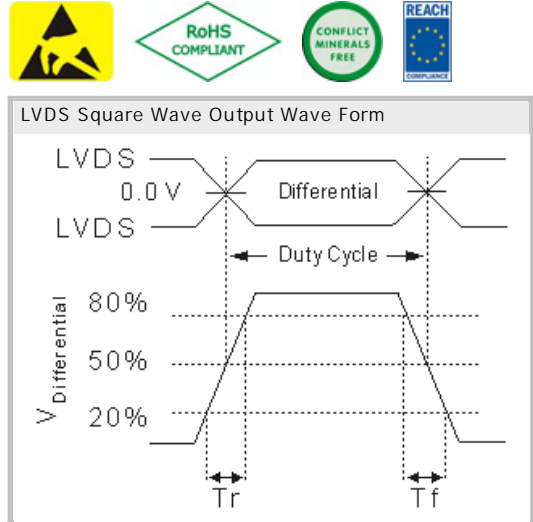 RoHS
COMPLIANT
CONFLICT
MINERALS
FREE
REACH
COMPLIANCE
LVDS Square Wave Output Wave Form
LVDS
0.0 V
Differential
LVDS
Duty Cycle
80%
50%
20%
V Differential
Tr
Tf